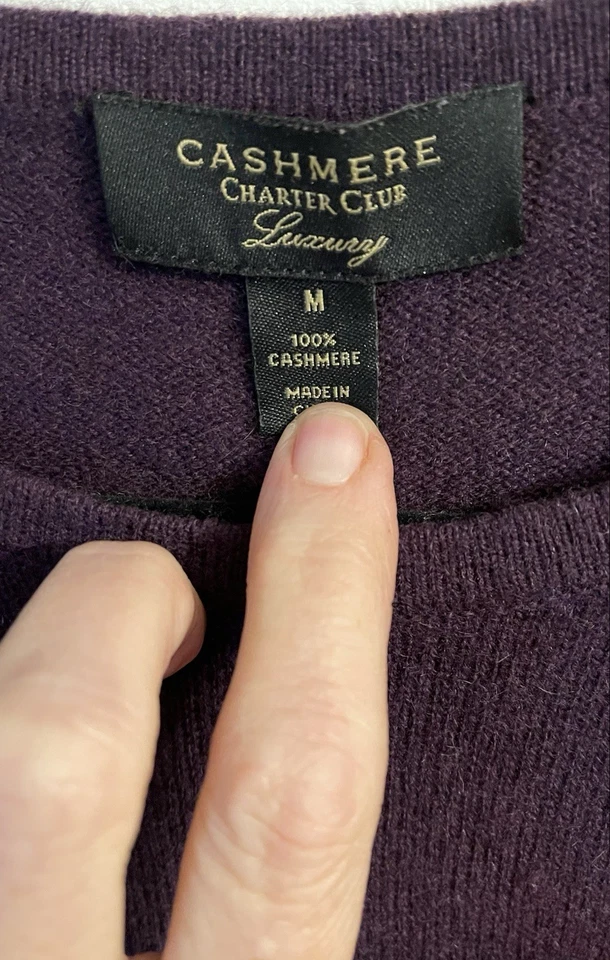 CASHMERE
CHARTER CLUB
Luxury
M
100%
CASHMERE
MADE IN